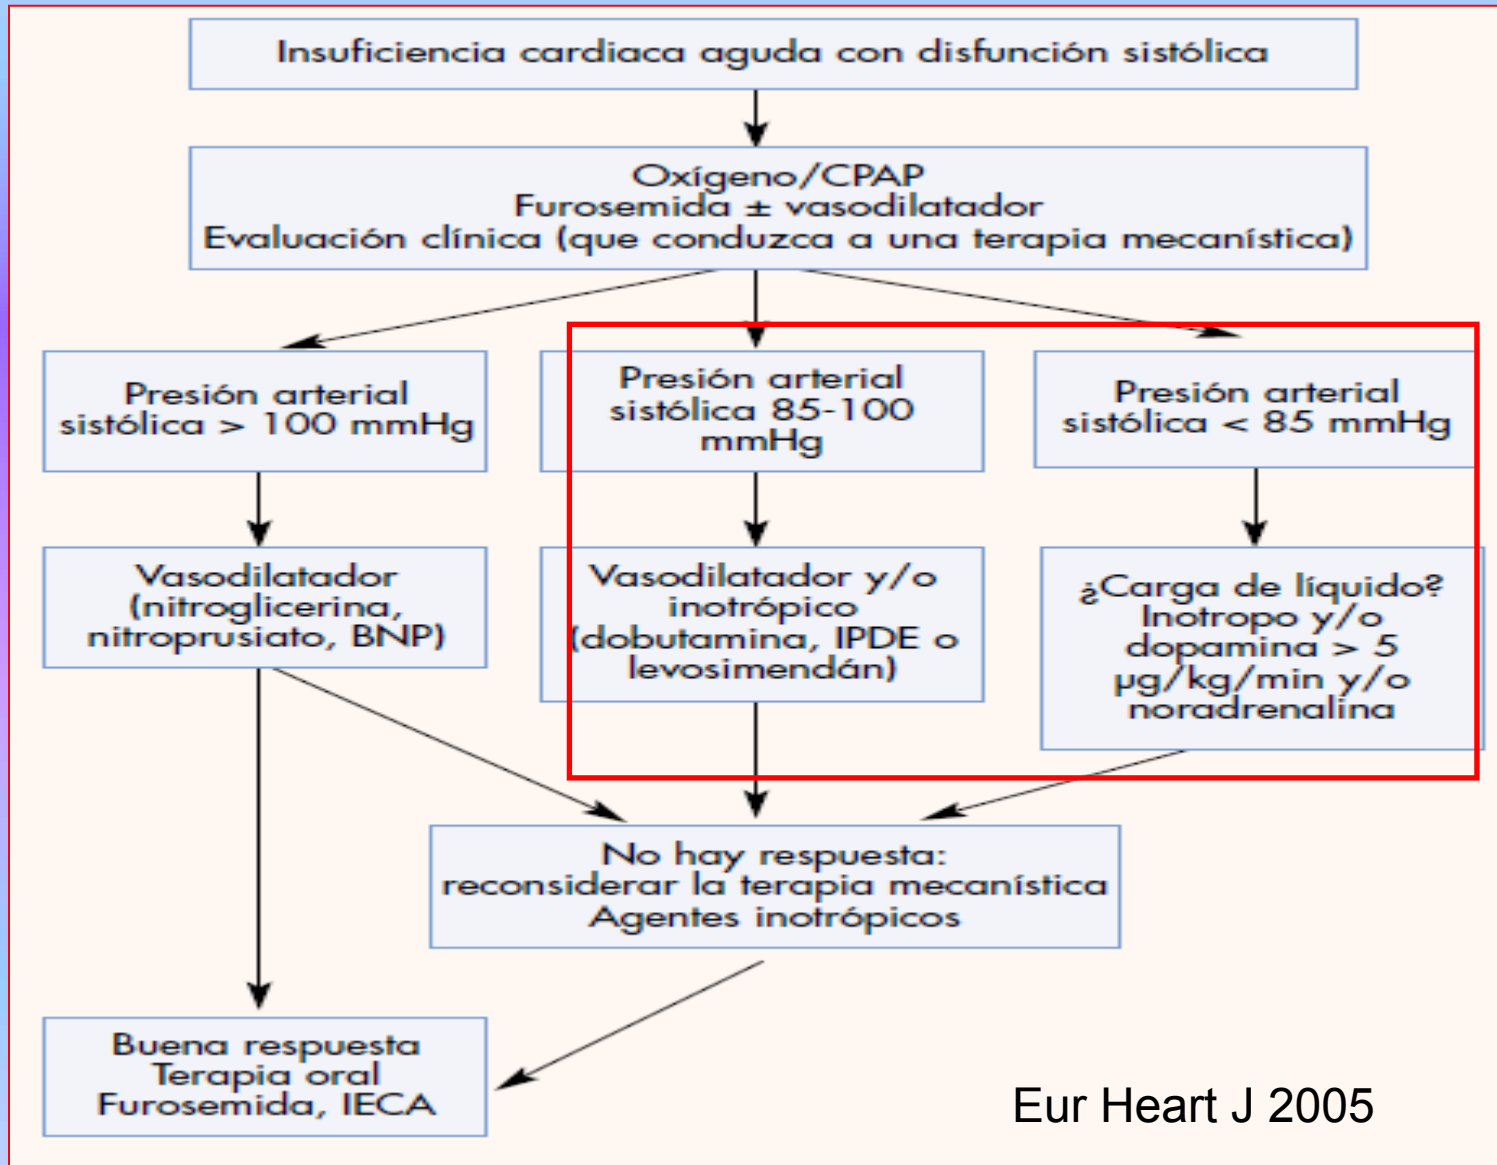 Insuficiencia cardiaca aguda con disfunción sistólica
Oxígeno/CPAP
Furosemida ± vasodilatador
Evaluación clínica (que conduzca a una terapia mecanística)
Presión arterial
sistólica > 100 mmHg
Presión arterial
sistólica 85-100
mmHg
Presión arterial
sistólica < 85 mmHg
Vasodilatador
(nitroglicerina,
nitroprusiato, BNP)
Vasodilatador y/o
inotrópico
(dobutamina, IPDE o
levosimendán)
¿Carga de líquido?
Inotropo y/o
dopamina > 5
µg/kg/min y/o
noradrenalina
No hay respuesta:
reconsiderar la terapia mecanística
Agentes inotrópicos
Buena respuesta
Terapia oral
Furosemida, IECA
Eur Heart J 2005